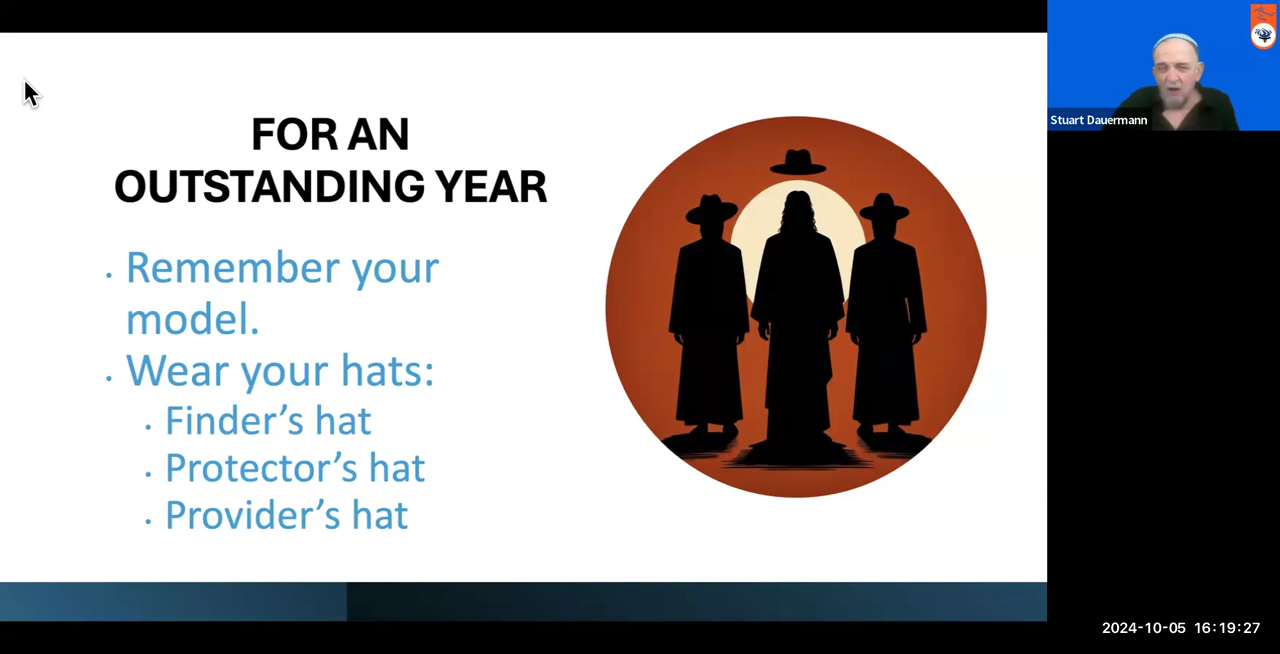 FOR AN
OUTSTANDING YEAR
• Remember your
model.
• Wear your hats:
• Finder’s hat
• Protector’s hat
• Provider’s hat
Stuart Dauermann
2024-10-05 16:19:27